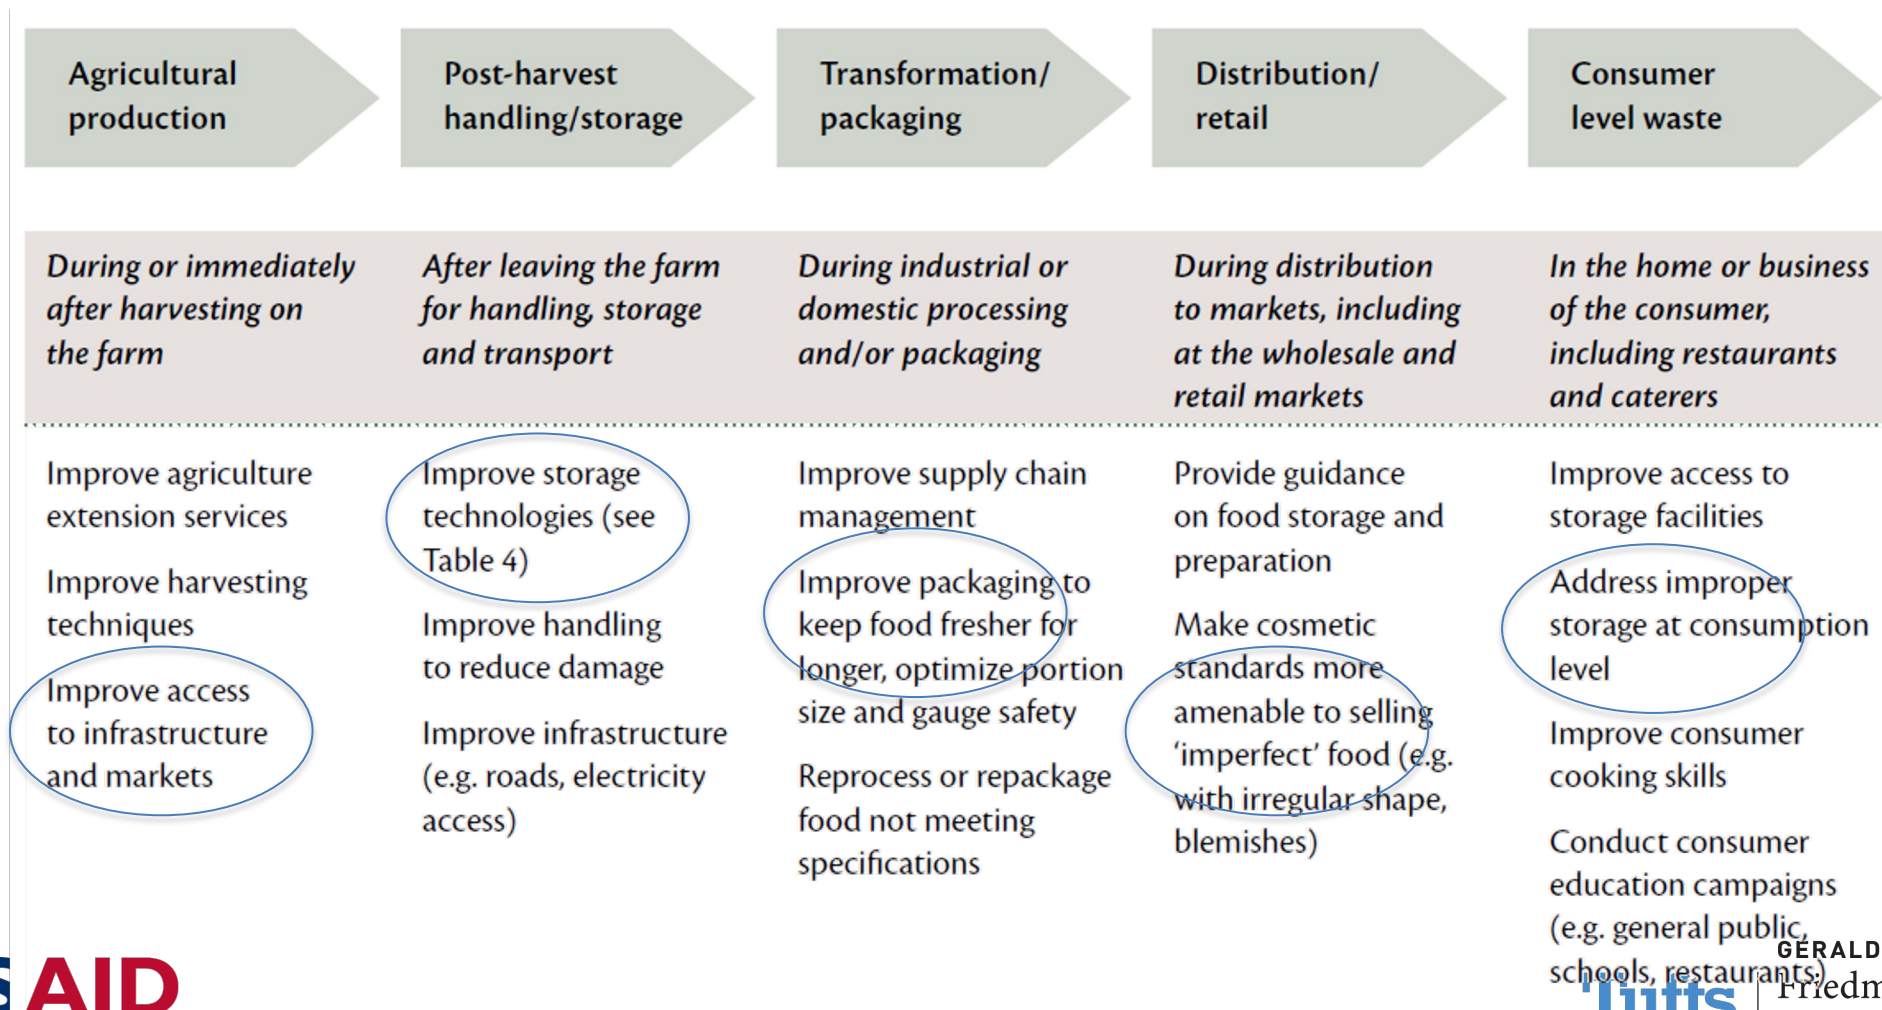 Agricultural
production
Post-harvest
handling/storage
Transformation/
packaging
Distribution/
retail
Consumer
level waste
During or immediately
after harvesting on
the farm
After leaving the farm
for handling, storage
and transport
During industrial or
domestic processing
and/or packaging
During distribution
to markets, including
at the wholesale and
retail markets
In the home or business
of the consumer,
including restaurants
and caterers
Improve agriculture
extension services
Improve harvesting
techniques
Improve access
to infrastructure
and markets
Improve storage
technologies (see
Table 4)
Improve handling
to reduce damage
Improve infrastructure
(e.g. roads, electricity
access)
Improve supply chain
management
Improve packaging to
keep food fresher for
longer, optimize portion
size and gauge safety
Reprocess or repackage
food not meeting
specifications
Provide guidance
on food storage and
preparation
Make cosmetic
standards more
amenable to selling
‘imperfect’ food (e.g.
with irregular shape,
blemishes)
Improve access to
storage facilities
Address improper
storage at consumption
level
Improve consumer
cooking skills
Conduct consumer
education campaigns
(e.g. general public,
schools, restaurants)
SAID
Tufts
GERALD
Friedm